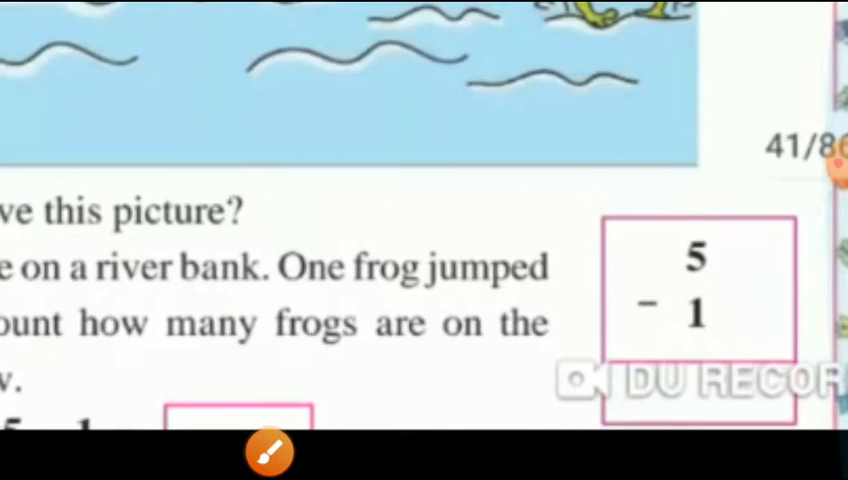 41/86
ve this picture?
e on a river bank. One frog jumped
ount how many frogs are on the
5
- 1
DU RECOR